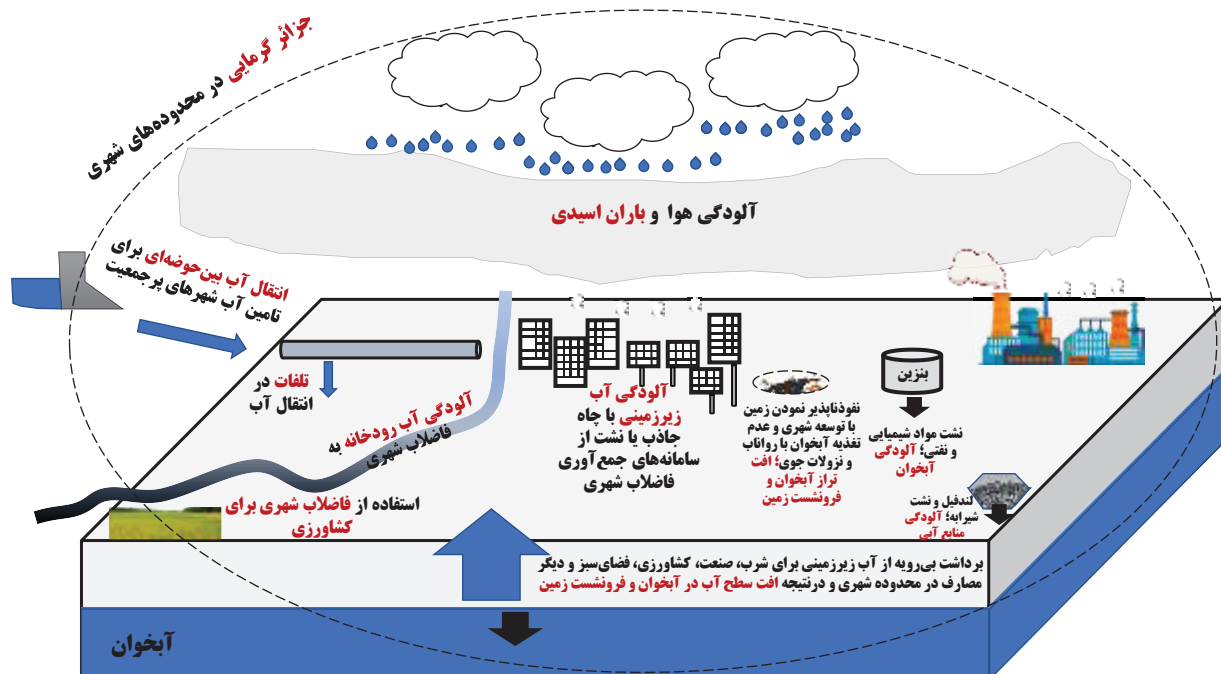 جزائر گرمایی در محدوده‌های شهری
آلودگی هوا و باران اسیدی
انتقال آب بین‌حوضه‌ای برای
تامین آب شهرهای پرجمعیت
تلفات در
انتقال آب
آلودگی آب رودخانه به
فاضلاب شهری
استفاده از فاضلاب شهری برای
کشاورزی
آلودگی آب
زیرزمینی با چاه
جاذب یا نشت از
سامانه‌های جمع‌آوری
فاضلاب شهری
نفوذناپذیر نمودن زمین
با توسعه شهری و عدم
تغذیه آبخوان با رواناب
و نزولات جوی؛ افت
تراز آبخوان و
فرونشست زمین
بنزین
نشت مواد شیمیایی
و نفتی؛ آلودگی
آبخوان
لندفیل و نشت
شیرابه؛ آلودگی
منابع آبی
برداشت بی‌رویه از آب زیرزمینی برای شرب، صنعت، کشاورزی، فضای‌سبز و دیگر
مصارف در محدوده شهری و درنتیجه افت سطح آب در آبخوان و فرونشست زمین
آبخوان